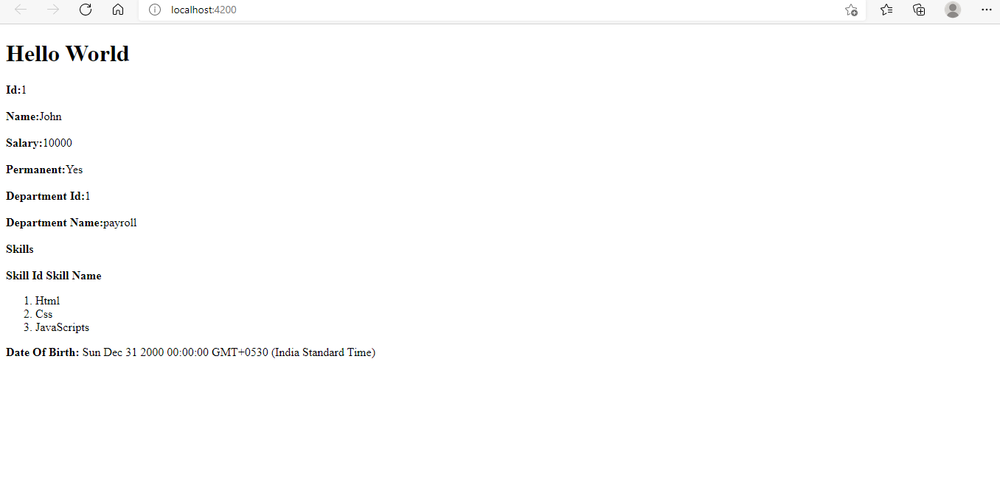 localhost:4200
Hello World
Id:1
Name:John
Salary:10000
Permanent:Yes
Department Id:1
Department Name:payroll
Skills
Skill Id Skill Name
1. Html
2. Css
3. JavaScripts
Date Of Birth: Sun Dec 31 2000 00:00:00 GMT+0530 (India Standard Time)